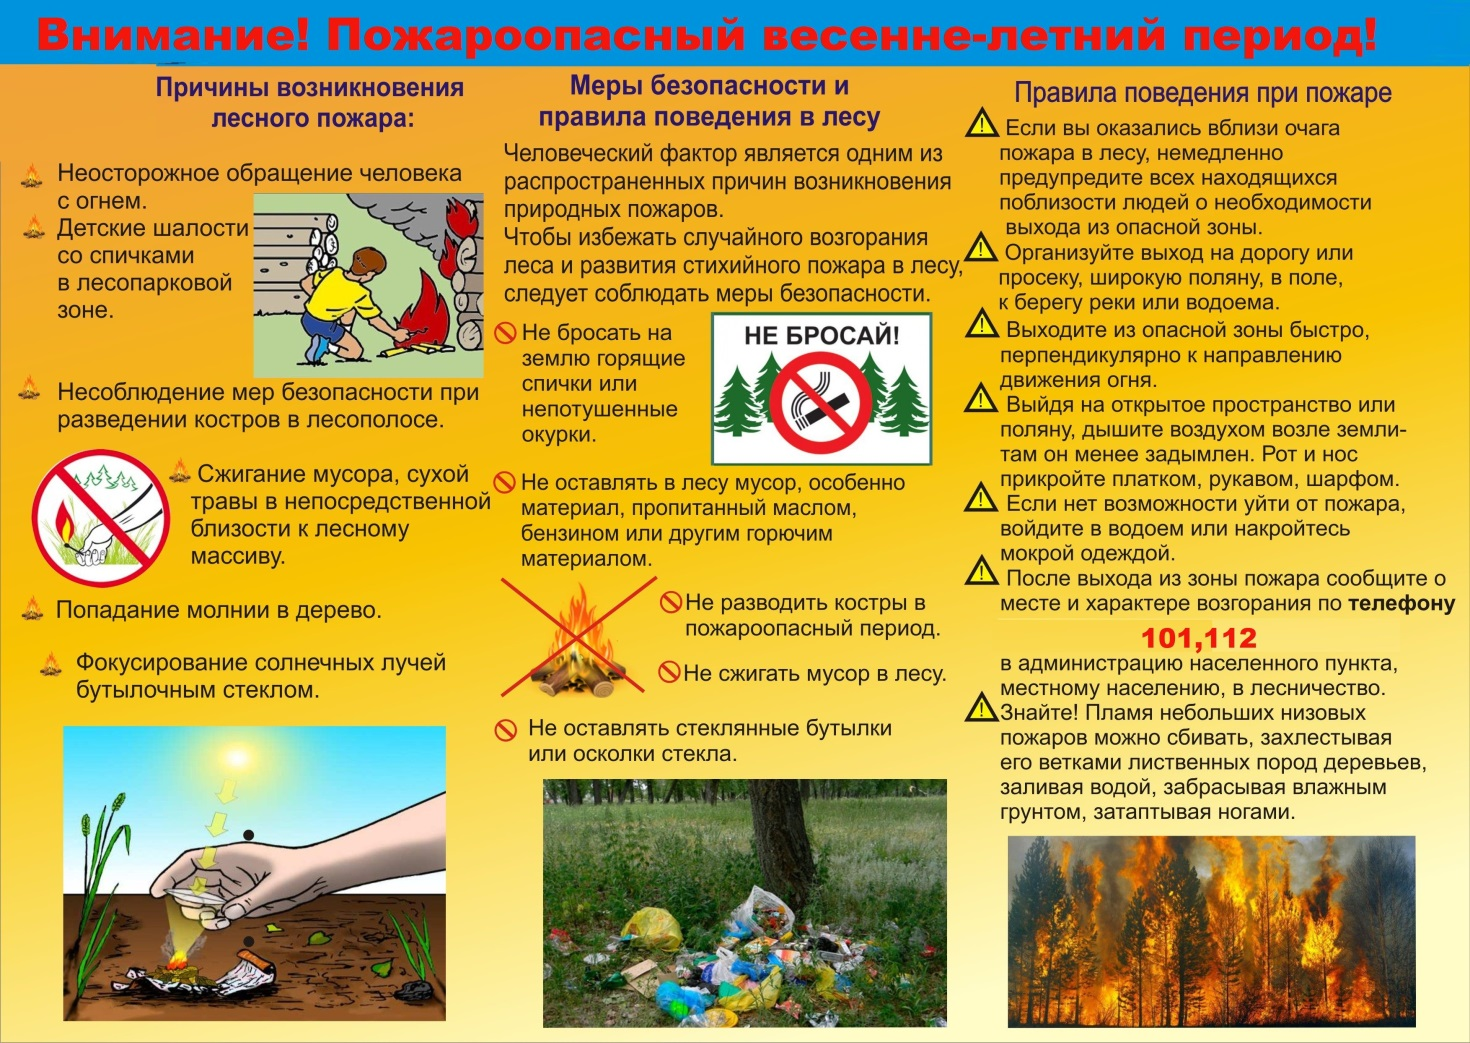 Внимание! Пожароопасный весенне-летний период!
Причины возникновения
лесного пожара:
Неосторожное обращение человека
с огнем.
Детские шалости
со спичками
в лесопарковой
зоне.
Несоблюдение мер безопасности при
разведении костров в лесополосе.
Сжигание мусора, сухой
травы в непосредственной
близости к лесному
массиву.
Попадание молнии в дерево.
Фокусирование солнечных лучей
бутылочным стеклом.
Меры безопасности и
правила поведения в лесу
Человеческий фактор является одним из
распространенных причин возникновения
природных пожаров.
Чтобы избежать случайного возгорания
леса и развития стихийного пожара в лесу,
следует соблюдать меры безопасности.
Не бросать на
землю горящие
спички или
непотушенные
окурки.
НЕ БРОСАЙ!
Не оставлять в лесу мусор, особенно
материал, пропитанный маслом,
бензином или другим горючим
материалом.
Не разводить костры в
пожароопасный период.
Не сжигать мусор в лесу.
Не оставлять стеклянные бутылки
или осколки стекла.
Правила поведения при пожаре
Если вы оказались вблизи очага
пожара в лесу, немедленно
предупредите всех находящихся
поблизости людей о необходимости
выхода из опасной зоны.
Организуйте выход на дорогу или
просеку, широкую поляну, в поле,
к берегу реки или водоема.
Выходите из опасной зоны быстро,
перпендикулярно к направлению
движения огня.
Выйдя на открытое пространство или
поляну, дышите воздухом возле земли-
там он менее задымлен. Рот и нос
прикройте платком, рукавом, шарфом.
Если нет возможности уйти от пожара,
войдите в водоем или накройтесь
мокрой одеждой.
После выхода из зоны пожара сообщите о
месте и характере возгорания по телефону
101,112
в администрацию населенного пункта,
местному населению, в лесничество.
Знайте! Пламя небольших низовых
пожаров можно сбивать, захлестывая
его ветками лиственных пород деревьев,
заливая водой, забрасывая влажным
грунтом, затаптывая ногами.